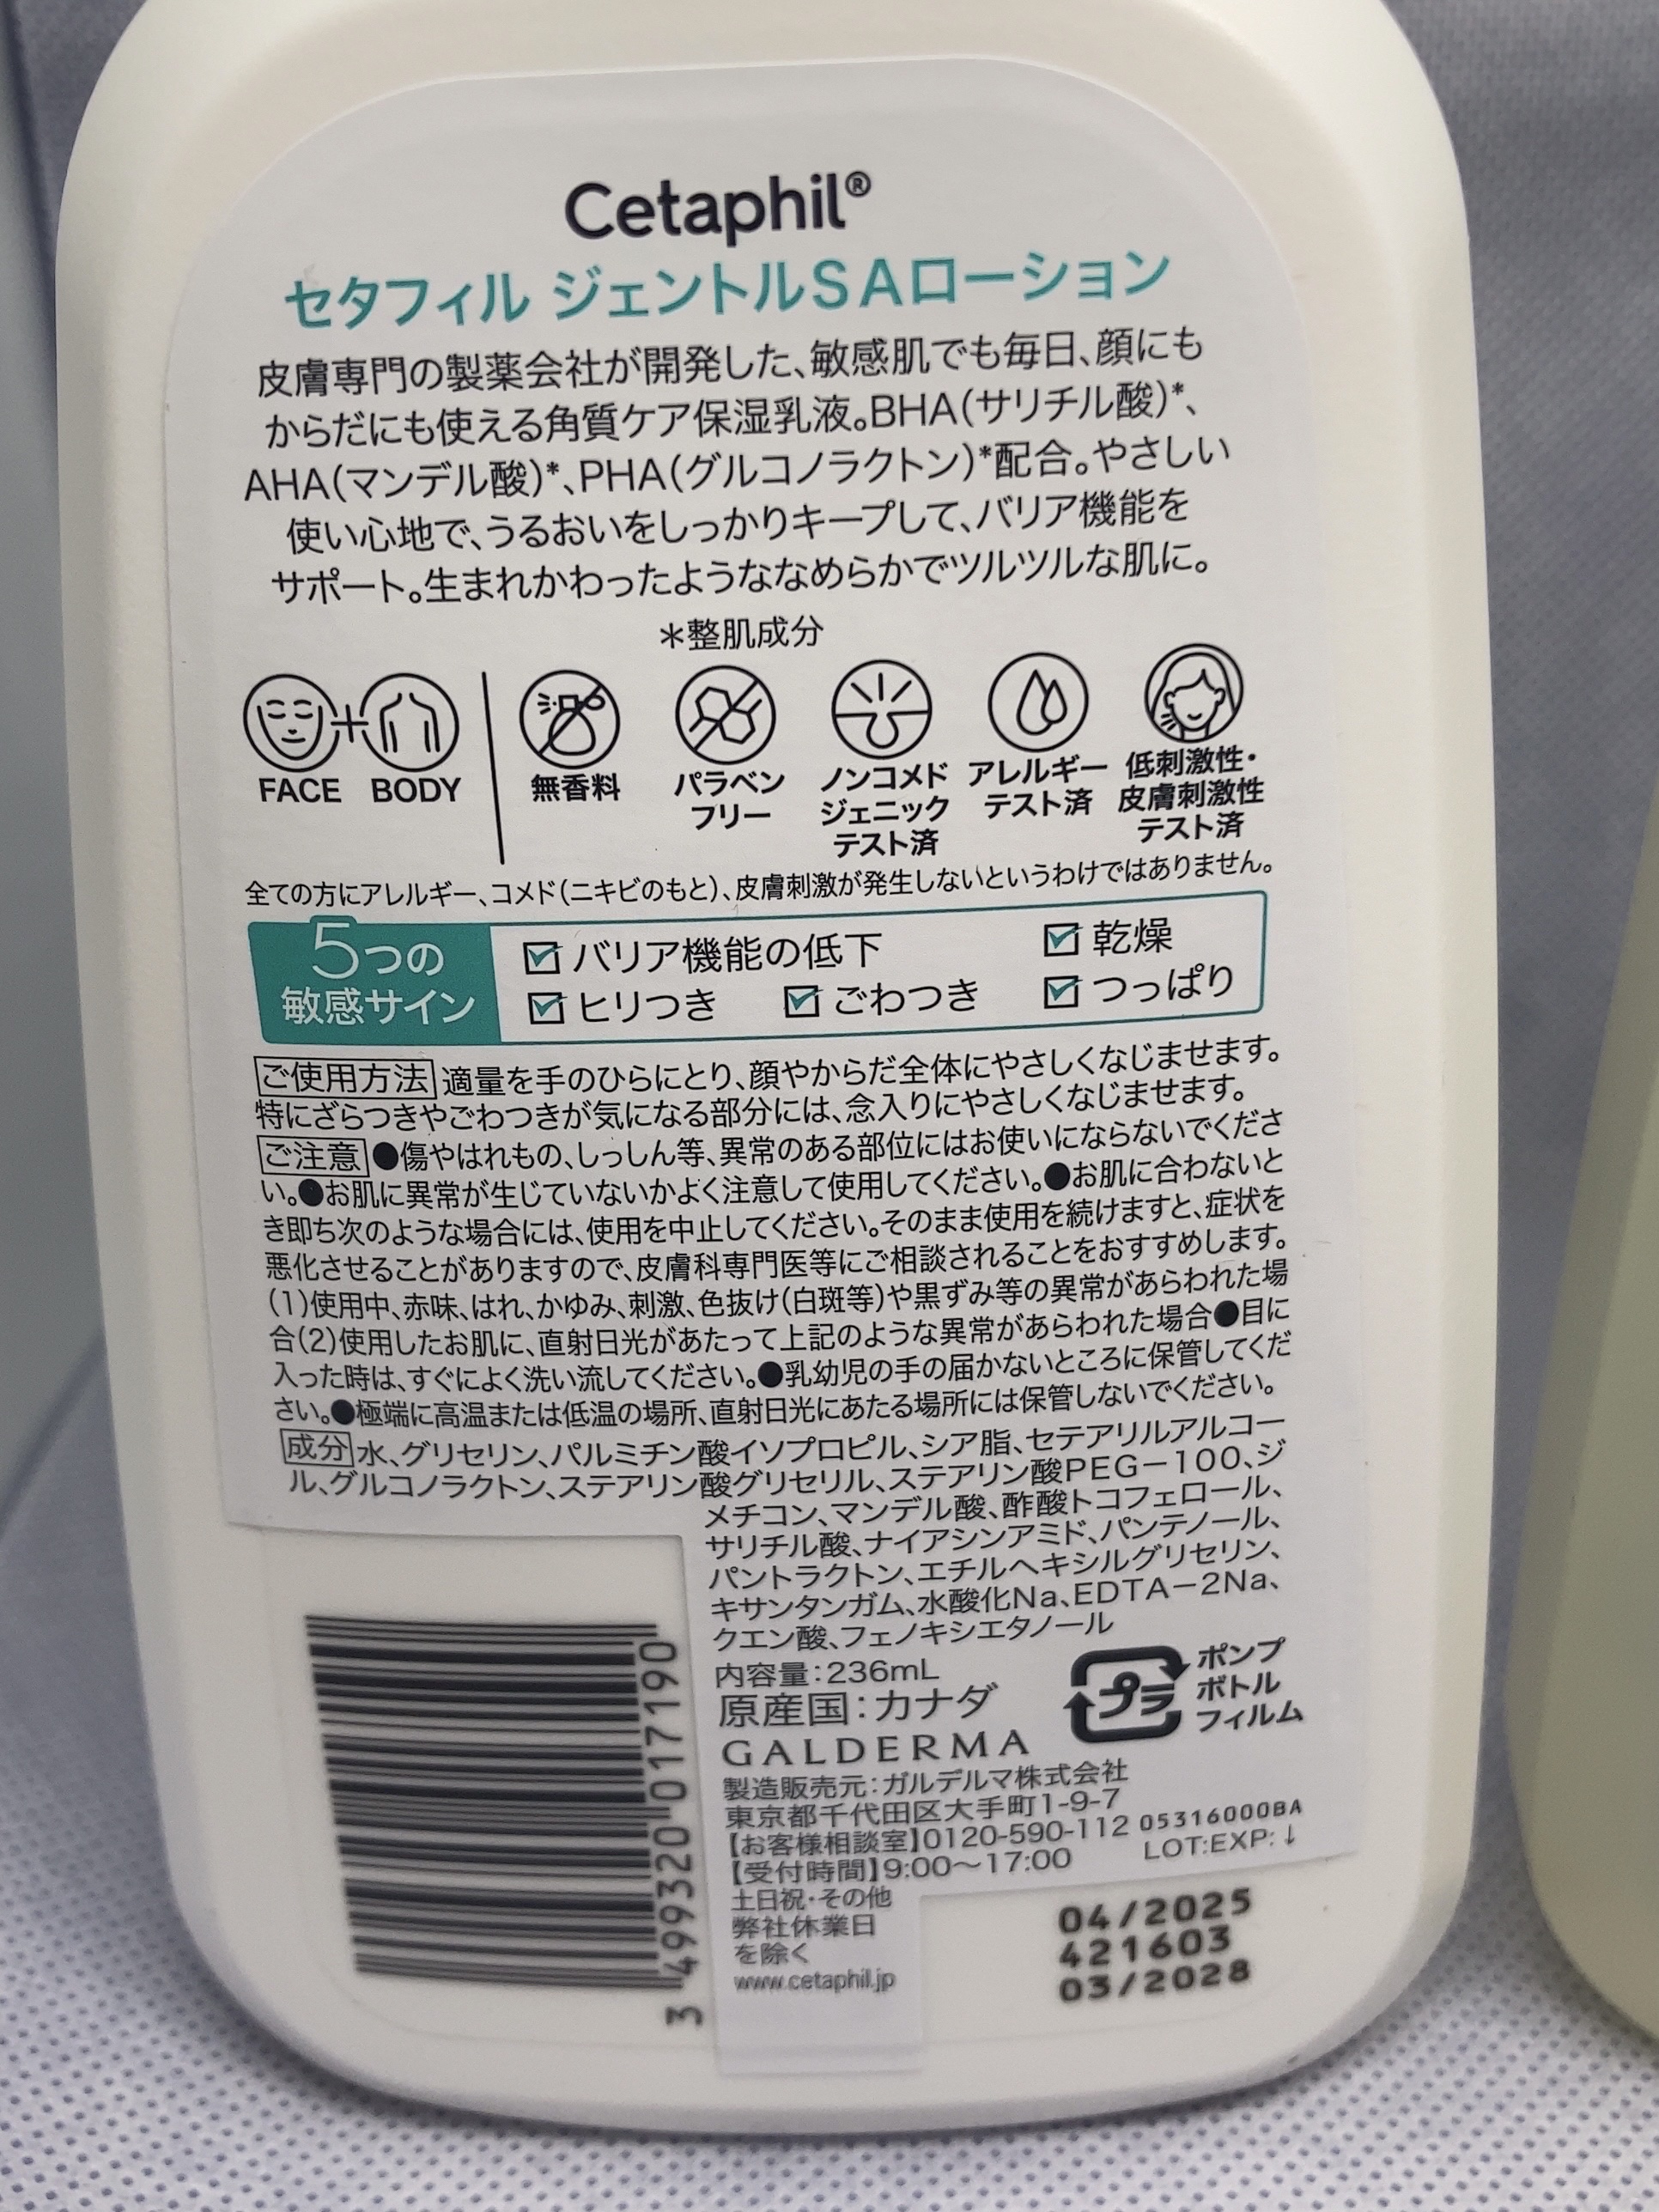 Cetaphil®
セタフィル ジェントルSAローション
皮膚専門の製薬会社が開発した、敏感肌でも毎日、顔にも
からだにも使える角質ケア保湿乳液。BHA(サリチル酸)*、
AHA(マンデル酸)*、PHA(グルコノラクトン)*配合。やさしい
使い心地で、うるおいをしっかりキープして、バリア機能を
サポート。生まれかわったようななめらかでツルツルな肌に。
*整肌成分
FACE + BODY
無香料
パラベン
フリー
ノンコメド
ジェニック
テスト済
アレルギー
テスト済
低刺激性・
皮膚刺激性
テスト済
全ての方にアレルギー、コメド(ニキビのもと)、皮膚刺激が発生しないというわけではありません。
5つの
敏感サイン
バリア機能の低下 乾燥
ヒリつき ごわつき つっぱり
ご使用方法 適量を手のひらにとり、顔やからだ全体にやさしくなじませます。
特にざらつきやごわつきが気になる部分には、念入りにやさしくなじませます。
ご注意 ●傷やはれもの、しっしん等、異常のある部位にはお使いにならないでくださ
い。●お肌に異常が生じていないかよく注意して使用してください。●お肌に合わないと
き即ち次のような場合には、使用を中止してください。そのまま使用を続けますと、症状を
悪化させることがありますので、皮膚科専門医等にご相談されることをおすすめします。
(1)使用中、赤味、はれ、かゆみ、刺激、色抜け(白斑等)や黒ずみ等の異常があらわれた場
合(2)使用したお肌に、直射日光があたって上記のような異常があらわれた場合●目に
入った時は、すぐによく洗い流してください。●乳幼児の手の届かないところに保管してくだ
さい。●極端に高温または低温の場所、直射日光にあたる場所には保管しないでください。
成分 水、グリセリン、パルミチン酸イソプロピル、シア脂、セテアリルアルコー
ル、グルコノラクトン、ステアリン酸グリセリル、ステアリン酸PEG－100、ジ
メチコン、マンデル酸、酢酸トコフェロール、
サリチル酸、ナイアシンアミド、パンテノール、
パントラクトン、エチルヘキシルグリセリン、
キサンタンガム、水酸化Na、EDTA－2Na、
クエン酸、フェノキシエタノール
内容量：236mL
原産国：カナダ
GALDERMA
プラ
ポンプ
ボトル
フィルム
製造販売元：ガルデルマ株式会社
東京都千代田区大手町1-9-7
【お客様相談室】0120-590-112
【受付時間】9:00～17:00
土日祝・その他
弊社休業日
を除く
www.cetaphil.jp
05316000BA
LOT:EXP:↓
04/2025
421603
03/2028
3 499320 017190